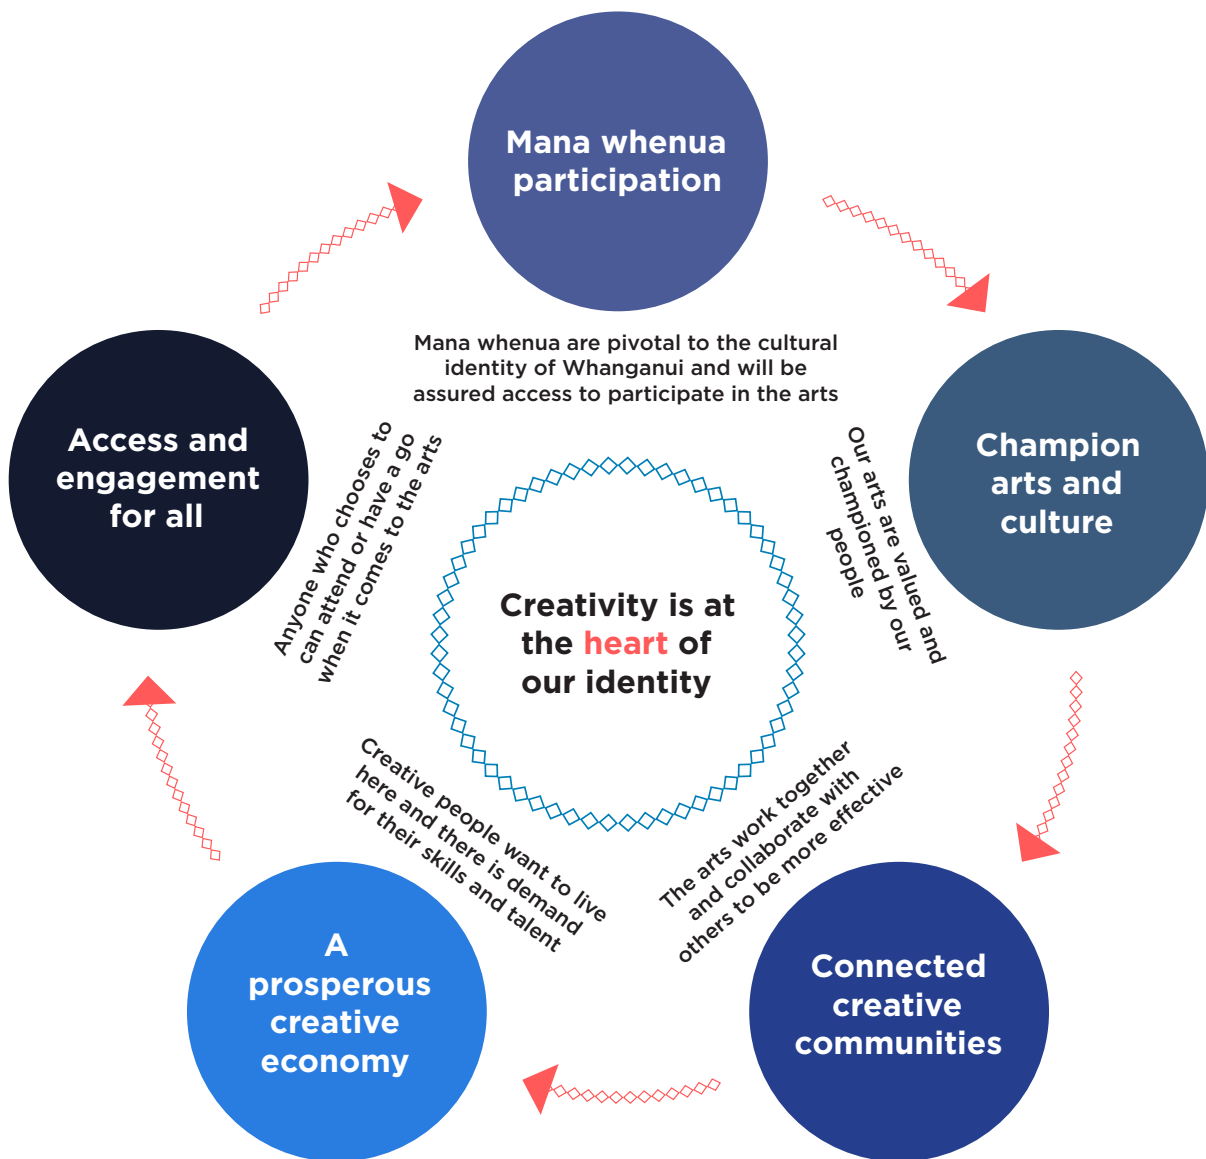 Mana whenua
participation
Mana whenua are pivotal to the cultural
identity of Whanganui and will be
assured access to participate in the arts
Champion
arts and
culture
Our arts are valued and
championed by our
people
Connected
creative
communities
The arts work together
and collaborate with
others to be more effective
A
prosperous
creative
economy
Creative people want to live
here and there is demand
for their skills and talent
Access and
engagement
for all
Anyone who chooses to
can attend or have a go
when it comes to the arts
Creativity is at
the heart of
our identity